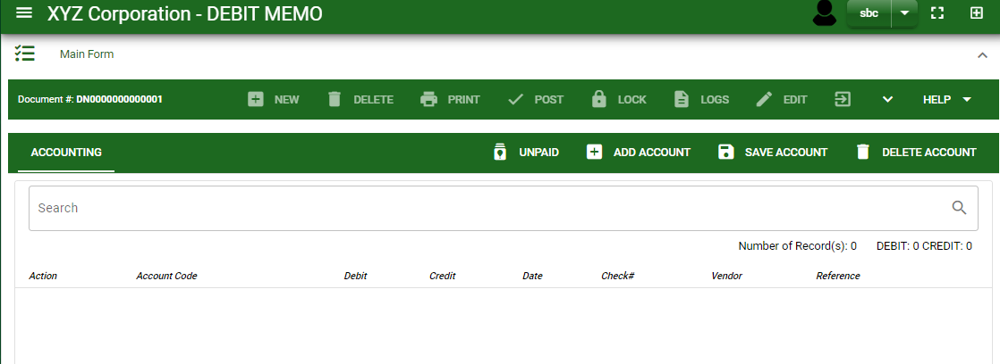 XYZ Corporation - DEBIT MEMO sbc
Main Form
Document #: DN0000000000001 NEW DELETE PRINT POST LOCK LOGS EDIT HELP
ACCOUNTING UNPAID ADD ACCOUNT SAVE ACCOUNT DELETE ACCOUNT
Search
Number of Record(s): 0 DEBIT: 0 CREDIT: 0
Action Account Code Debit Credit Date Check# Vendor Reference